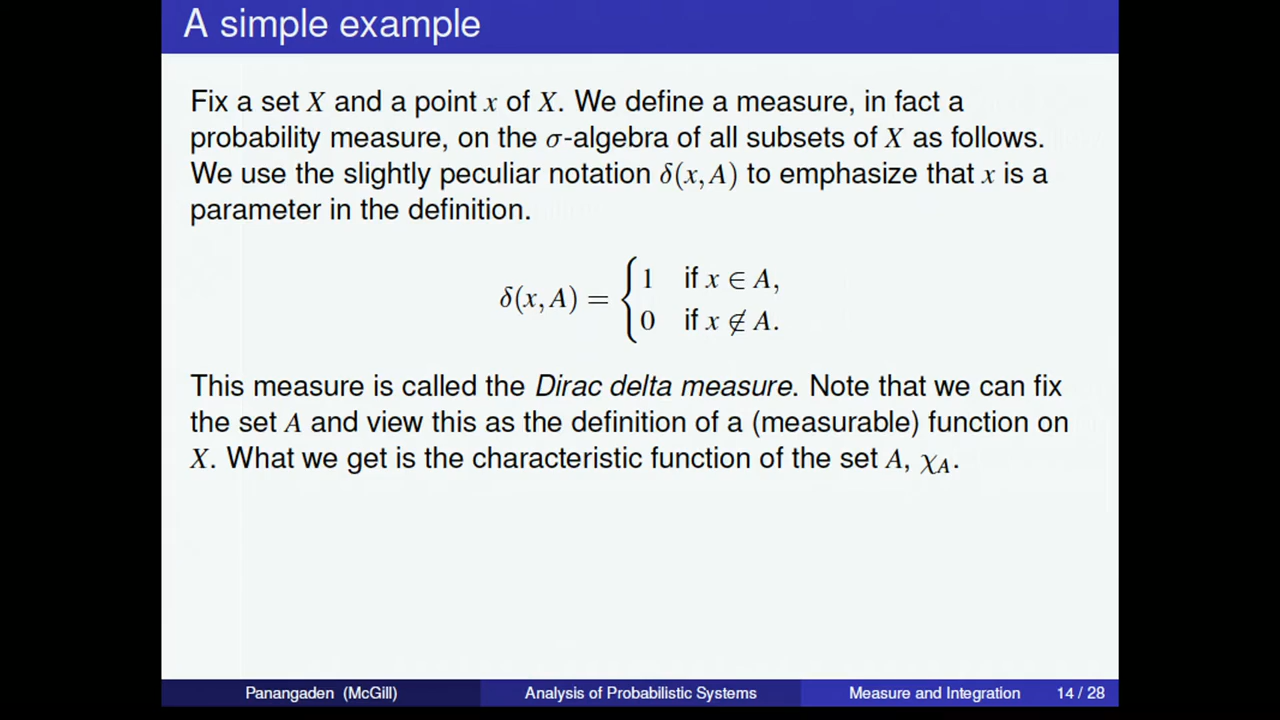 A simple example
Fix a set X and a point x of X. We define a measure, in fact a
probability measure, on the σ-algebra of all subsets of X as follows.
We use the slightly peculiar notation δ(x, A) to emphasize that x is a
parameter in the definition.
δ(x, A) = { 1 if x ∈ A,
0 if x ∉ A.
This measure is called the Dirac delta measure. Note that we can fix
the set A and view this as the definition of a (measurable) function on
X. What we get is the characteristic function of the set A, χ_A.
Panangaden (McGill) Analysis of Probabilistic Systems Measure and Integration 14 / 28